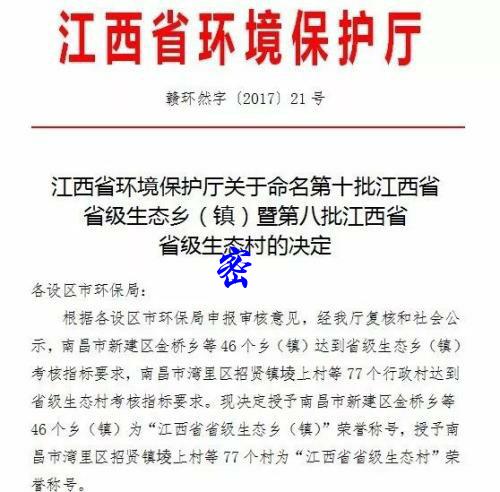 江西省环境保护厅
赣环然字〔2017〕21号
江西省环境保护厅关于命名第十批江西省
省级生态乡（镇）暨第八批江西省
省级生态村的决定
密
各设区市环保局：
根据各设区市环保局申报审核意见，经我厅复核和社会公
示，南昌市新建区金桥乡等46个乡（镇）达到省级生态乡（镇）
考核指标要求，南昌市湾里区招贤镇堎上村等77个行政村达到
省级生态村考核指标要求。现决定授予南昌市新建区金桥乡等
46个乡（镇）为“江西省省级生态乡（镇）”荣誉称号，授予南
昌市湾里区招贤镇堎上村等77个村为“江西省省级生态村”荣
誉称号。